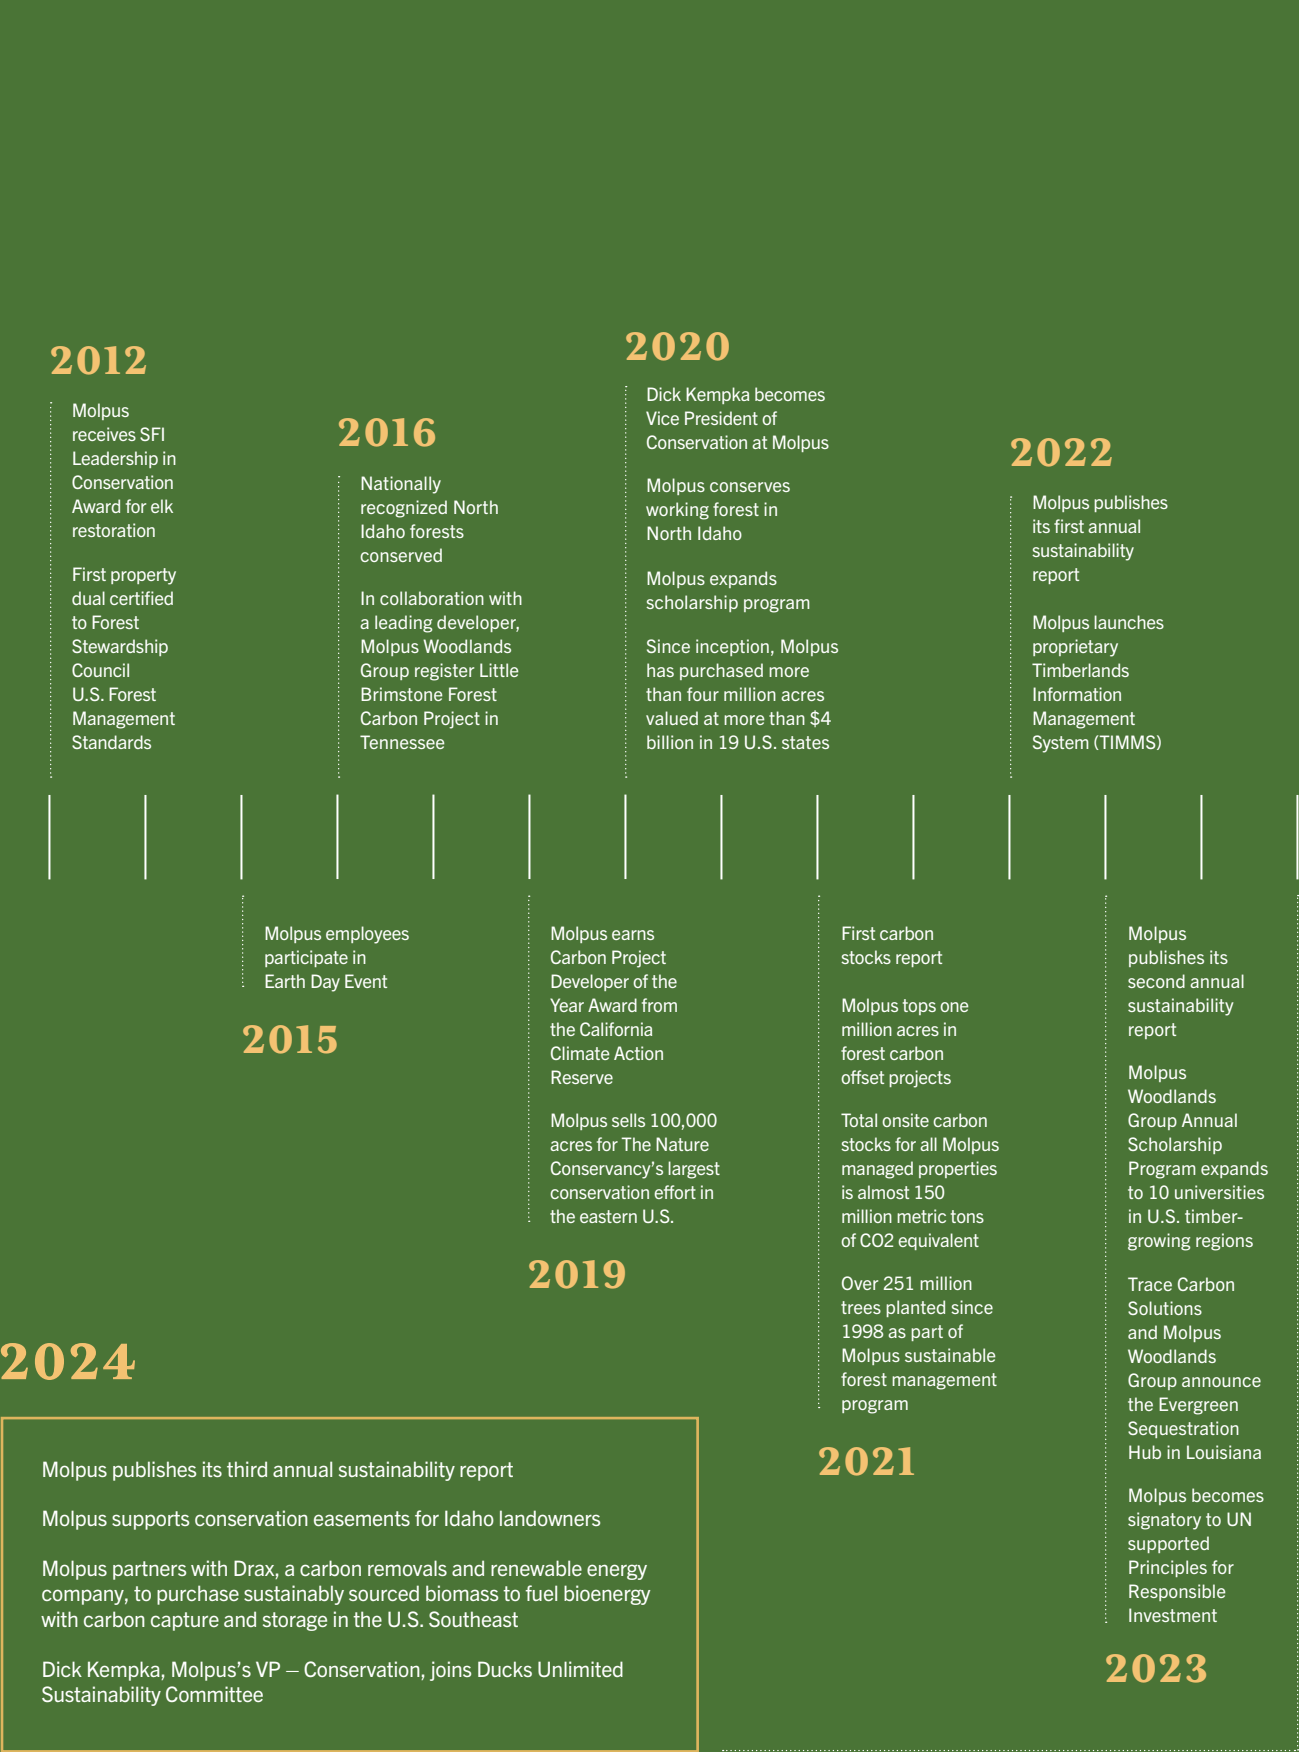 2012
Molpus
receives SFI
Leadership in
Conservation
Award for elk
restoration
First property
dual certified
to Forest
Stewardship
Council
U.S. Forest
Management
Standards
2016
Nationally
recognized North
Idaho forests
conserved
In collaboration with
a leading developer,
Molpus Woodlands
Group register Little
Brimstone Forest
Carbon Project in
Tennessee
2020
Dick Kempka becomes
Vice President of
Conservation at Molpus
Molpus conserves
working forest in
North Idaho
Molpus expands
scholarship program
Since inception, Molpus
has purchased more
than four million acres
valued at more than $4
billion in 19 U.S. states
2022
Molpus publishes
its first annual
sustainability
report
Molpus launches
proprietary
Timberlands
Information
Management
System (TIMMS)
Molpus employees
participate in
Earth Day Event
2015
Molpus earns
Carbon Project
Developer of the
Year Award from
the California
Climate Action
Reserve
Molpus sells 100,000
acres for The Nature
Conservancy’s largest
conservation effort in
the eastern U.S.
2019
First carbon
stocks report
Molpus tops one
million acres in
forest carbon
offset projects
Total onsite carbon
stocks for all Molpus
managed properties
is almost 150
million metric tons
of CO2 equivalent
Over 251 million
trees planted since
1998 as part of
Molpus sustainable
forest management
program
2021
Molpus
publishes its
second annual
sustainability
report
Molpus
Woodlands
Group Annual
Scholarship
Program expands
to 10 universities
in U.S. timber-
growing regions
Trace Carbon
Solutions
and Molpus
Woodlands
Group announce
the Evergreen
Sequestration
Hub in Louisiana
Molpus becomes
signatory to UN
supported
Principles for
Responsible
Investment
2023
2024
Molpus publishes its third annual sustainability report
Molpus supports conservation easements for Idaho landowners
Molpus partners with Drax, a carbon removals and renewable energy
company, to purchase sustainably sourced biomass to fuel bioenergy
with carbon capture and storage in the U.S. Southeast
Dick Kempka, Molpus’s VP – Conservation, joins Ducks Unlimited
Sustainability Committee